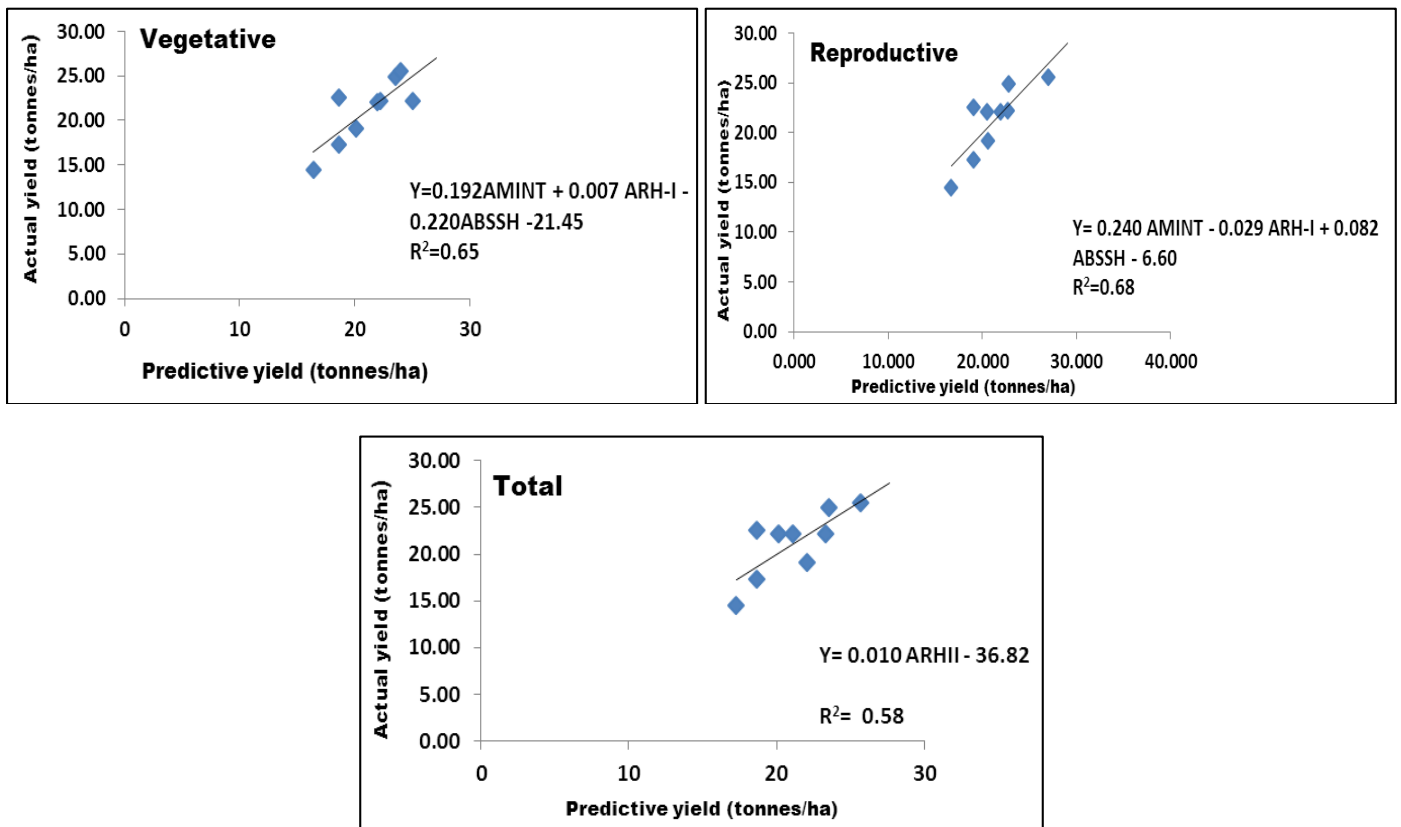 Vegetative
Actual yield (tonnes/ha)
30.00
25.00
20.00
15.00
10.00
5.00
0.00
Y=0.192AMINT + 0.007 ARH-I -
0.220ABSSH -21.45
R²=0.65
0 10 20 30
Predictive yield (tonnes/ha)
Reproductive
Actual yield (tonnes/ha)
30.00
25.00
20.00
15.00
10.00
5.00
0.00
Y= 0.240 AMINT - 0.029 ARH-I + 0.082
ABSSH - 6.60
R²=0.68
0.000 10.000 20.000 30.000 40.000
Predictive yield (tonnes/ha)
Total
Actual yield (tonnes/ha)
30.00
25.00
20.00
15.00
10.00
5.00
0.00
Y= 0.010 ARHII - 36.82
R²= 0.58
0 10 20 30
Predictive yield (tonnes/ha)